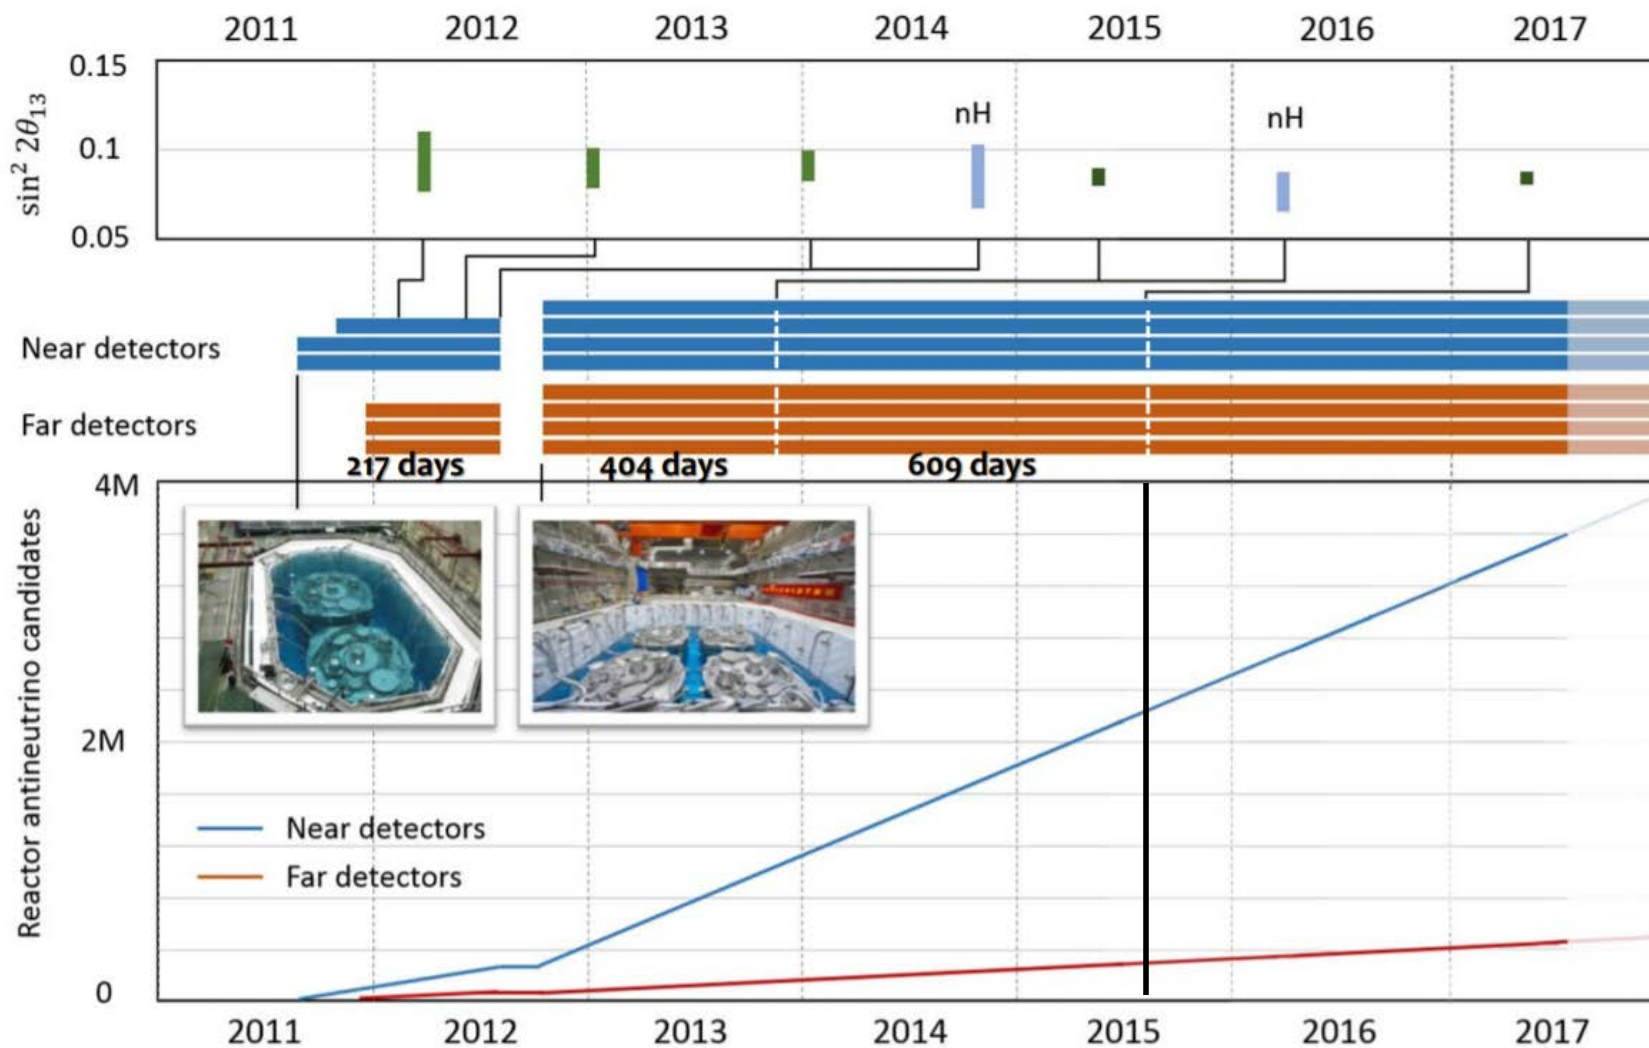 2011 2012 2013 2014 2015 2016 2017
0.15
sin² 2θ₁₃
0.1
0.05
nH
nH
Near detectors
Far detectors
217 days 404 days 609 days
4M
Reactor antineutrino candidates
2M
Near detectors
Far detectors
0
2011 2012 2013 2014 2015 2016 2017